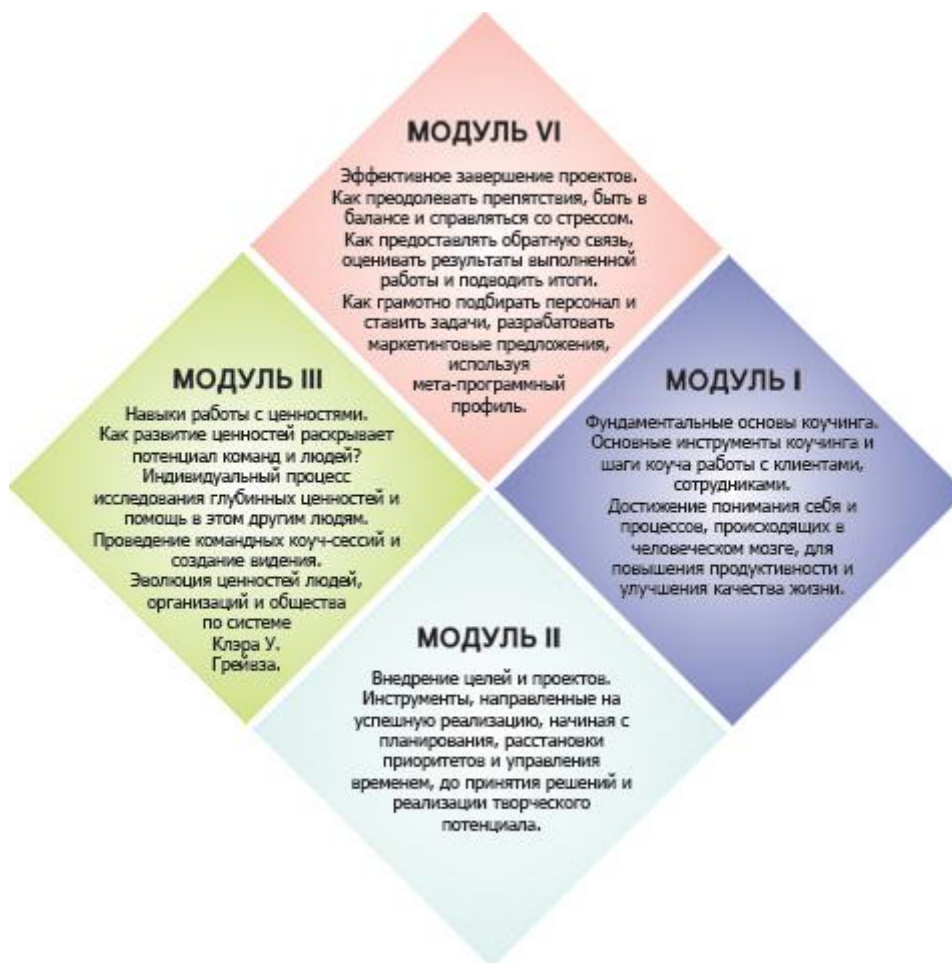 МОДУЛЬ VI
Эффективное завершение проектов.
Как преодолевать препятствия, быть в
балансе и справляться со стрессом.
Как предоставлять обратную связь,
оценивать результаты выполненной
работы и подводить итоги.
Как грамотно подбирать персонал и
ставить задачи, разрабатовать
маркетинговые предложения,
используя
мета-программный
профиль.
МОДУЛЬ III
Навыки работы с ценностями.
Как развитие ценностей раскрывает
потенциал команд и людей?
Индивидуальный процесс
исследования глубинных ценностей и
помощь в этом другим людям.
Проведение командных коуч-сессий и
создание видения.
Эволюция ценностей людей,
организаций и общества
по системе
Клэра У.
Грейвза.
МОДУЛЬ I
Фундаментальные основы коучинга.
Основные инструменты коучинга и
шаги коуча работы с клиентами,
сотрудниками.
Достижение понимания себя и
процессов, происходящих в
человеческом мозге, для
повышения продуктивности и
улучшения качества жизни.
МОДУЛЬ II
Внедрение целей и проектов.
Инструменты, направленные на
успешную реализацию, начиная с
планирования, расстановки
приоритетов и управления
временем, до принятия решений и
реализации творческого
потенциала.